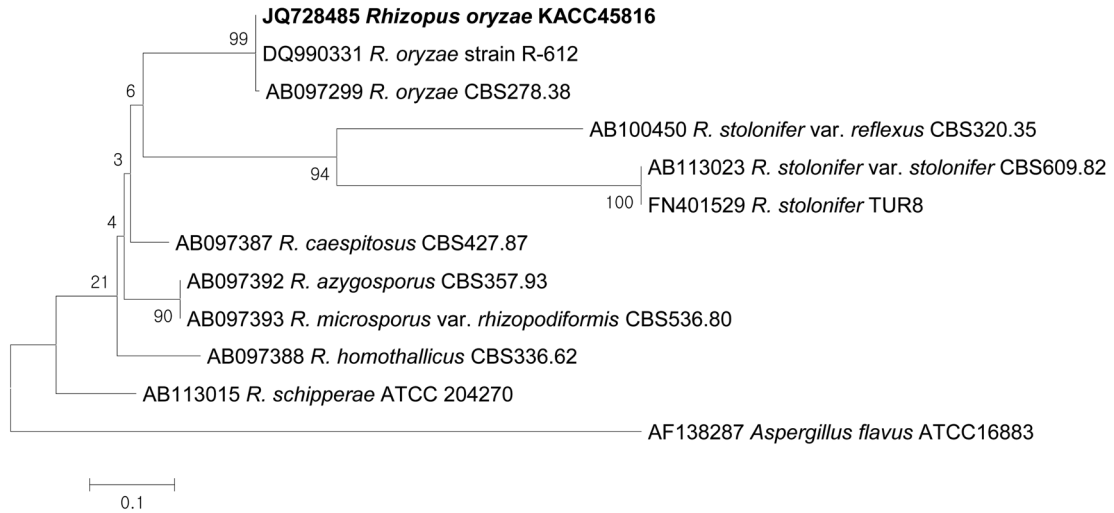 JQ728485 Rhizopus oryzae KACC45816
99
DQ990331 R. oryzae strain R-612
6
AB097299 R. oryzae CBS278.38
AB100450 R. stolonifer var. reflexus CBS320.35
3
94
AB113023 R. stolonifer var. stolonifer CBS609.82
100
FN401529 R. stolonifer TUR8
4
AB097387 R. caespitosus CBS427.87
21
AB097392 R. azygosporus CBS357.93
90
AB097393 R. microsporus var. rhizopodiformis CBS536.80
AB097388 R. homothallicus CBS336.62
AB113015 R. schipperae ATCC 204270
AF138287 Aspergillus flavus ATCC16883
0.1